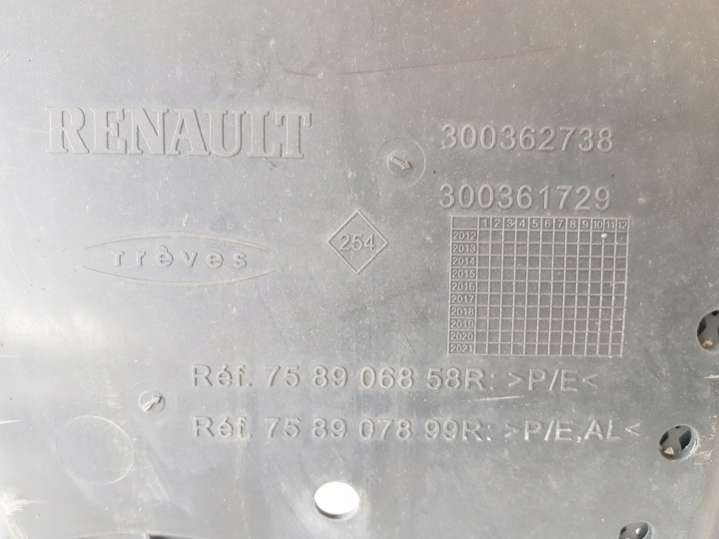 RENAULT
300362738
300361729
Trèves
254
1 2 3 4 5 6 7 8 9 10 11 12
2012
2013
2014
2015
2016
2017
2018
2019
2020
2021
Réf. 75 89 068 58R: >P/E<
Réf. 75 89 078 99R: >P/E,AL<